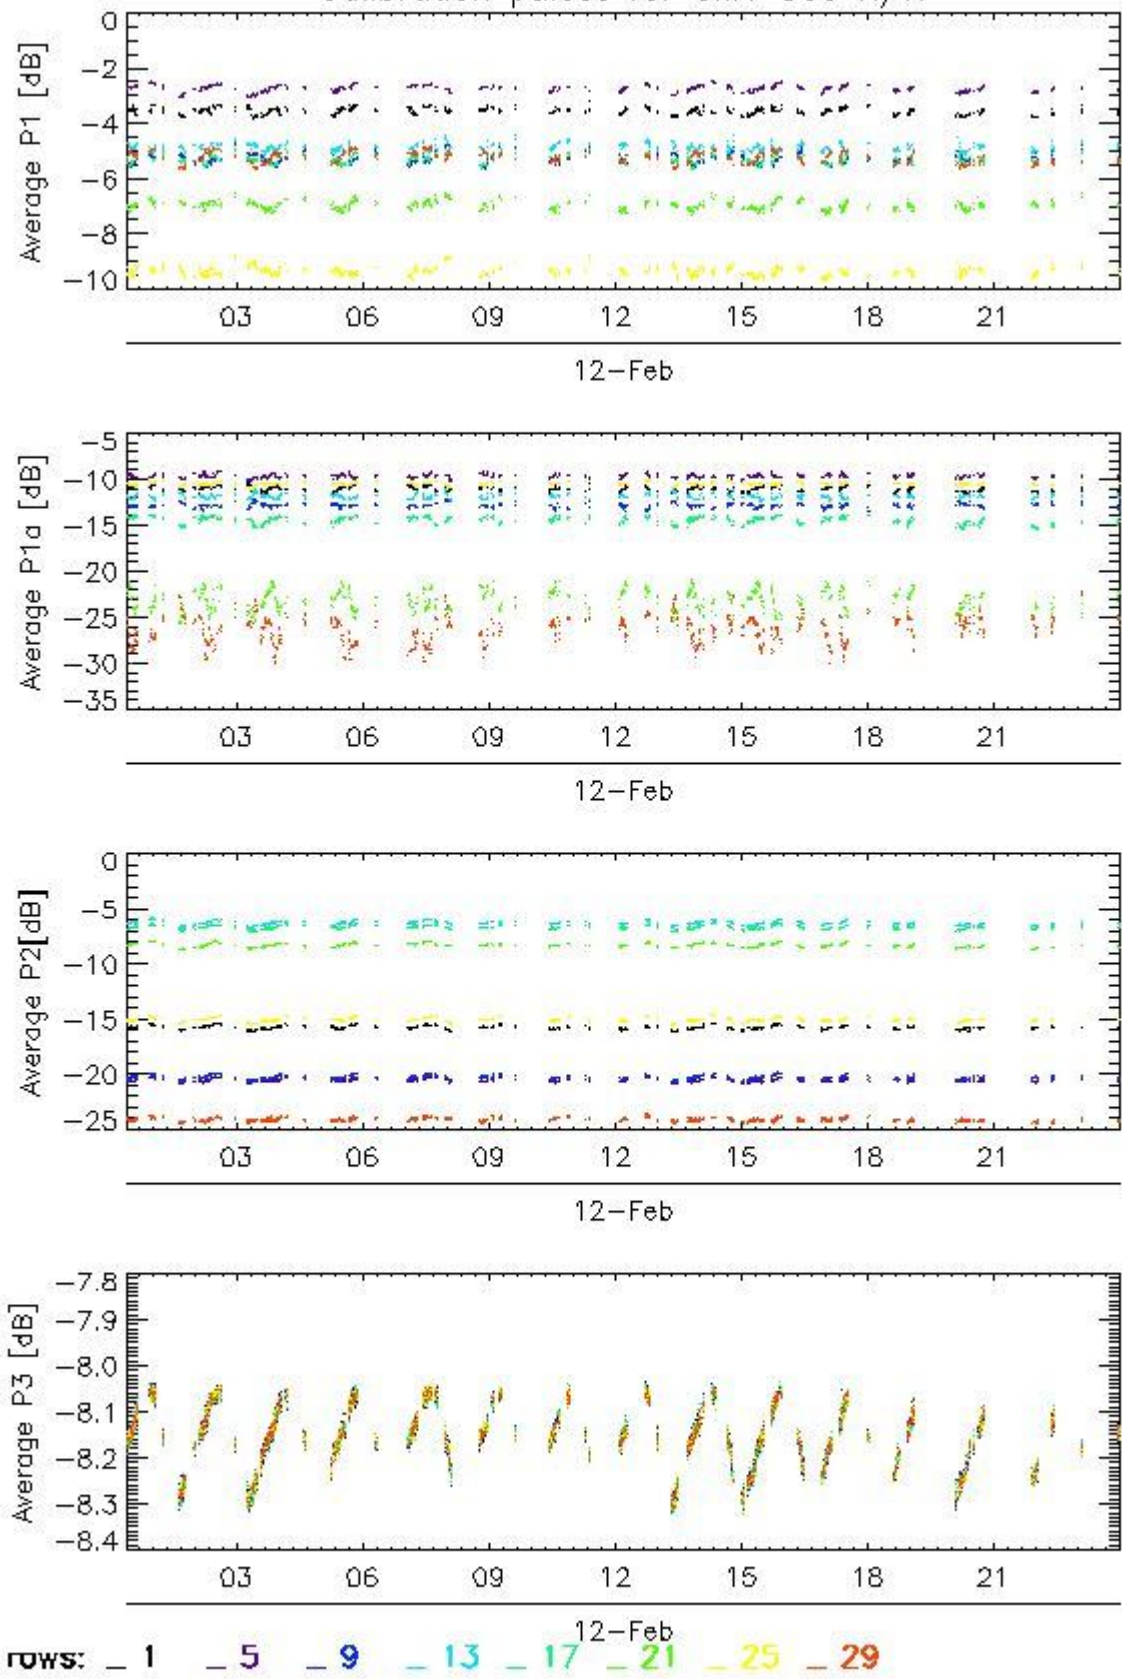 0
-2
-4
-6
-8
-10
Average P1 [dB]
03 06 09 12 15 18 21
12-Feb
-5
-10
-15
-20
-25
-30
-35
Average P1a [dB]
03 06 09 12 15 18 21
12-Feb
0
-5
-10
-15
-20
-25
Average P2[dB]
03 06 09 12 15 18 21
12-Feb
-7.8
-7.9
-8.0
-8.1
-8.2
-8.3
-8.4
Average P3 [dB]
03 06 09 12 15 18 21
12-Feb
rows: _ 1 _ 5 _ 9 _ 13 _ 17 _ 21 _ 25 _ 29